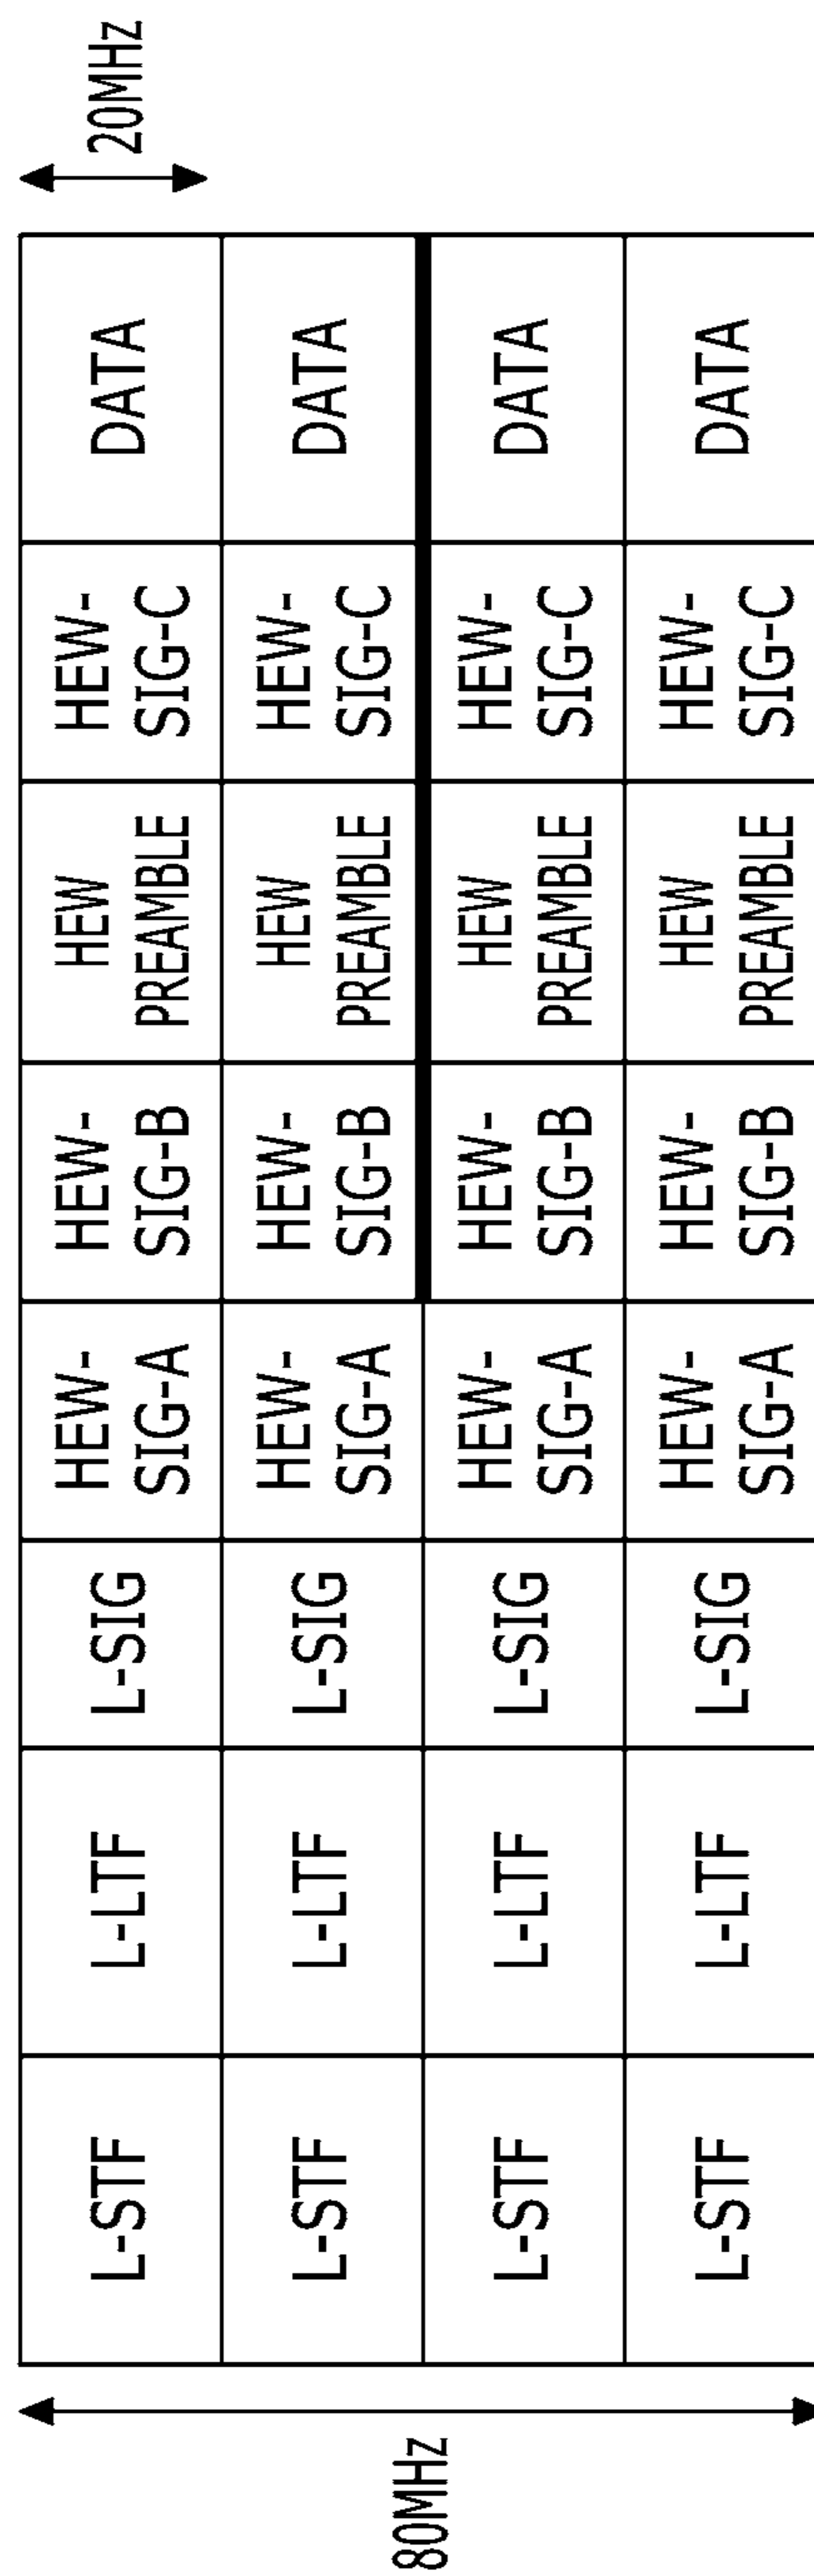 20MHz
L-STF
L-LTF
L-SIG
HEW-
SIG-A
HEW-
SIG-B
HEW
PREAMBLE
HEW-
SIG-C
DATA
L-STF
L-LTF
L-SIG
HEW-
SIG-A
HEW-
SIG-B
HEW
PREAMBLE
HEW-
SIG-C
DATA
80MHz
L-STF
L-LTF
L-SIG
HEW-
SIG-A
HEW-
SIG-B
HEW
PREAMBLE
HEW-
SIG-C
DATA
L-STF
L-LTF
L-SIG
HEW-
SIG-A
HEW-
SIG-B
HEW
PREAMBLE
HEW-
SIG-C
DATA